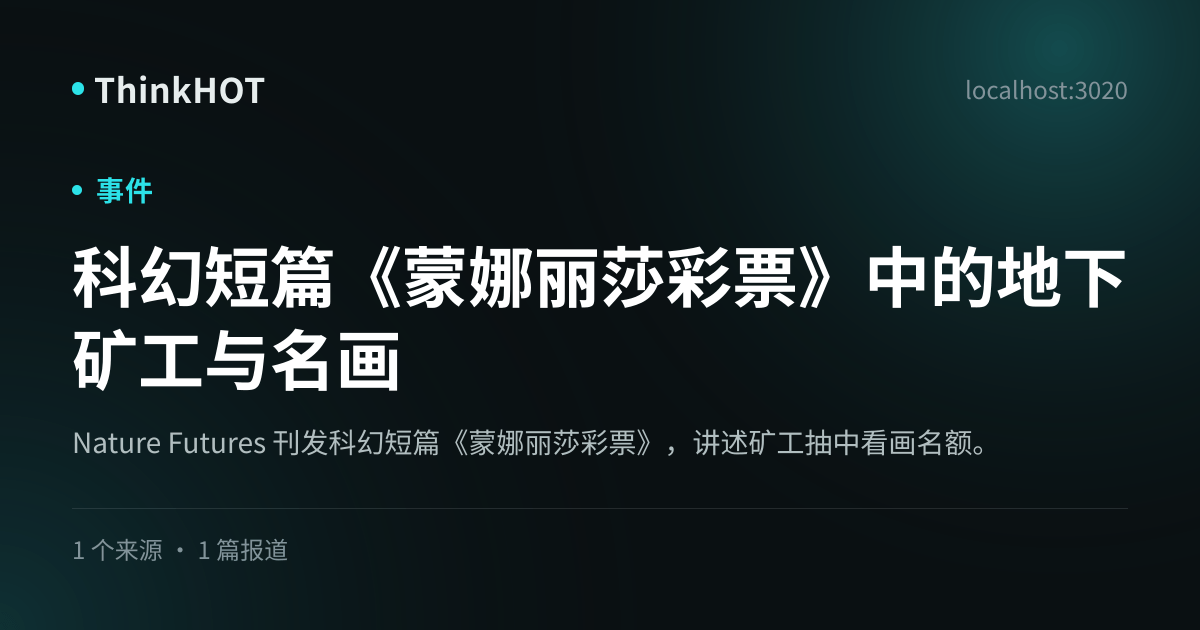 ThinkHOT
localhost:3020
事件
科幻短篇《蒙娜丽莎彩票》中的地下
矿工与名画
Nature Futures 刊发科幻短篇《蒙娜丽莎彩票》，讲述矿工抽中看画名额。
1 个来源 · 1 篇报道